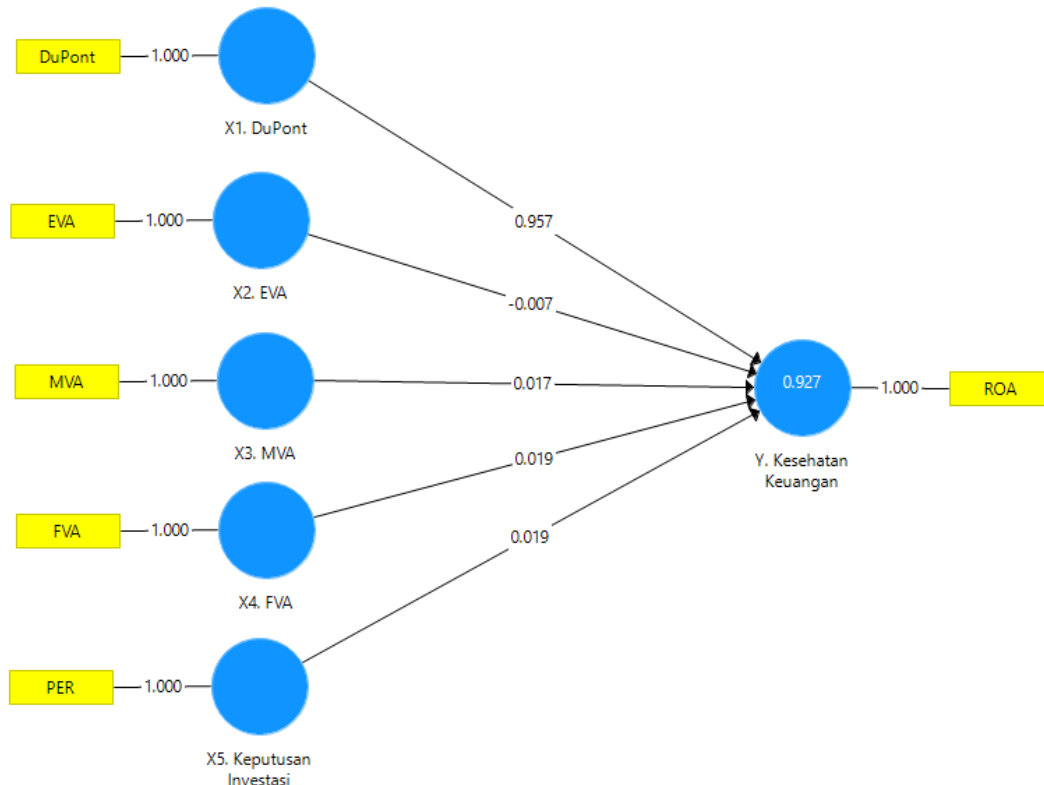 DuPont
1.000
X1. DuPont
0.957
EVA
1.000
X2. EVA
-0.007
MVA
1.000
X3. MVA
0.017
0.927
1.000
ROA
Y. Kesehatan
Keuangan
FVA
1.000
X4. FVA
0.019
PER
1.000
X5. Keputusan
Investasi
0.019